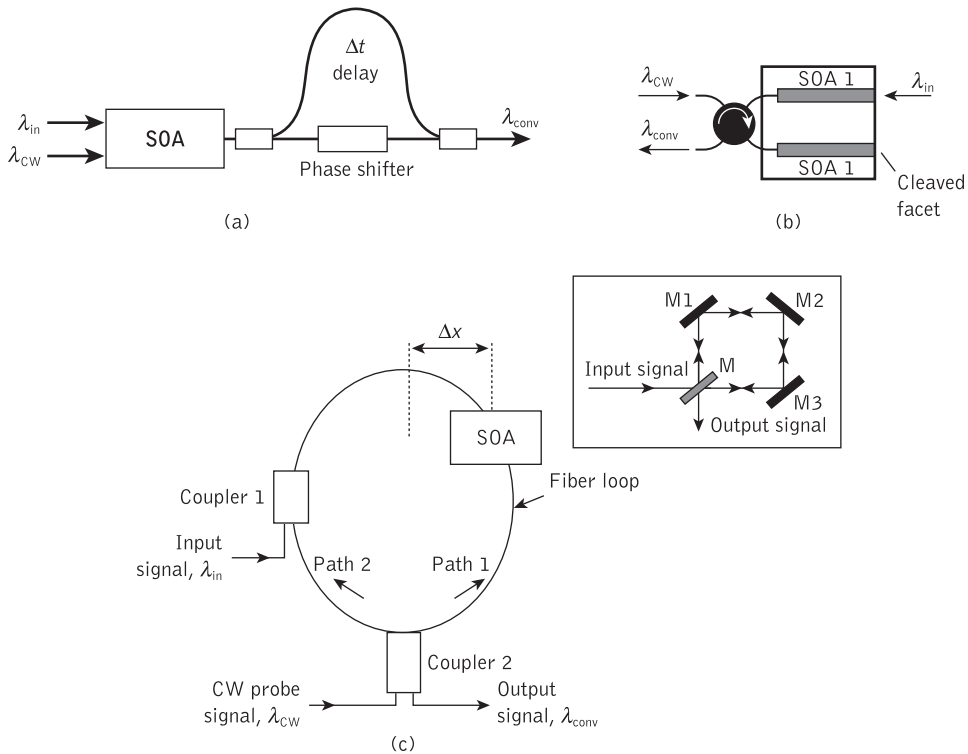 Δt
delay
λin
λCW
SOA
λconv
Phase shifter
(a)
λCW
λconv
SOA 1
λin
SOA 1
Cleaved
facet
(b)
Δx
SOA
Coupler 1
Fiber loop
Input
signal, λin
Path 2
Path 1
Coupler 2
CW probe
signal, λCW
Output
signal, λconv
(c)
M1
M2
Input signal
M
M3
Output signal